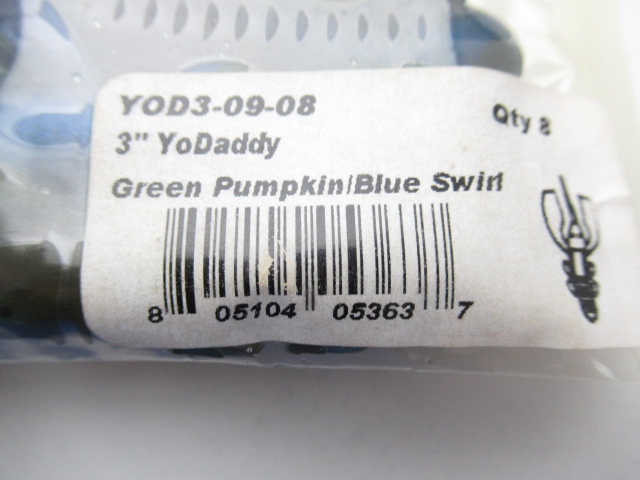 YOD3-09-08
Qty 8
3" YoDaddy
Green Pumpkin/Blue Swirl
8 05104 05363 7